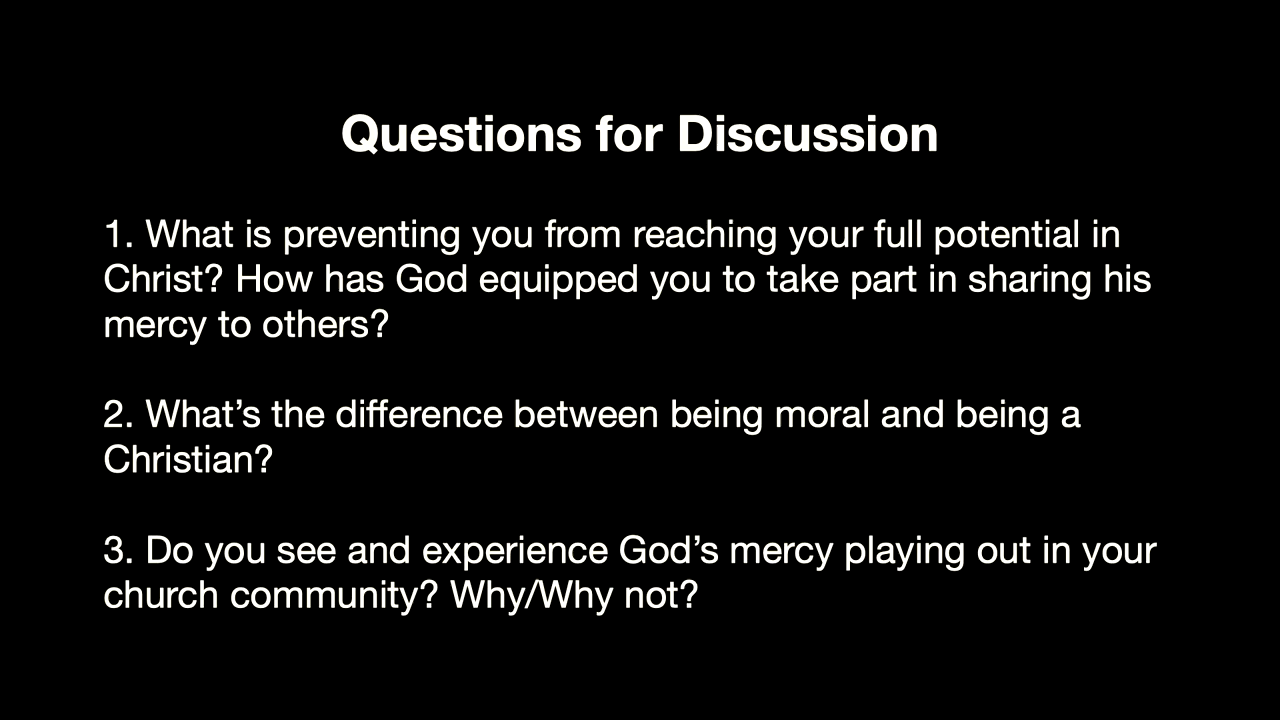 Questions for Discussion
1. What is preventing you from reaching your full potential in
Christ? How has God equipped you to take part in sharing his
mercy to others?
2. What’s the difference between being moral and being a
Christian?
3. Do you see and experience God’s mercy playing out in your
church community? Why/Why not?